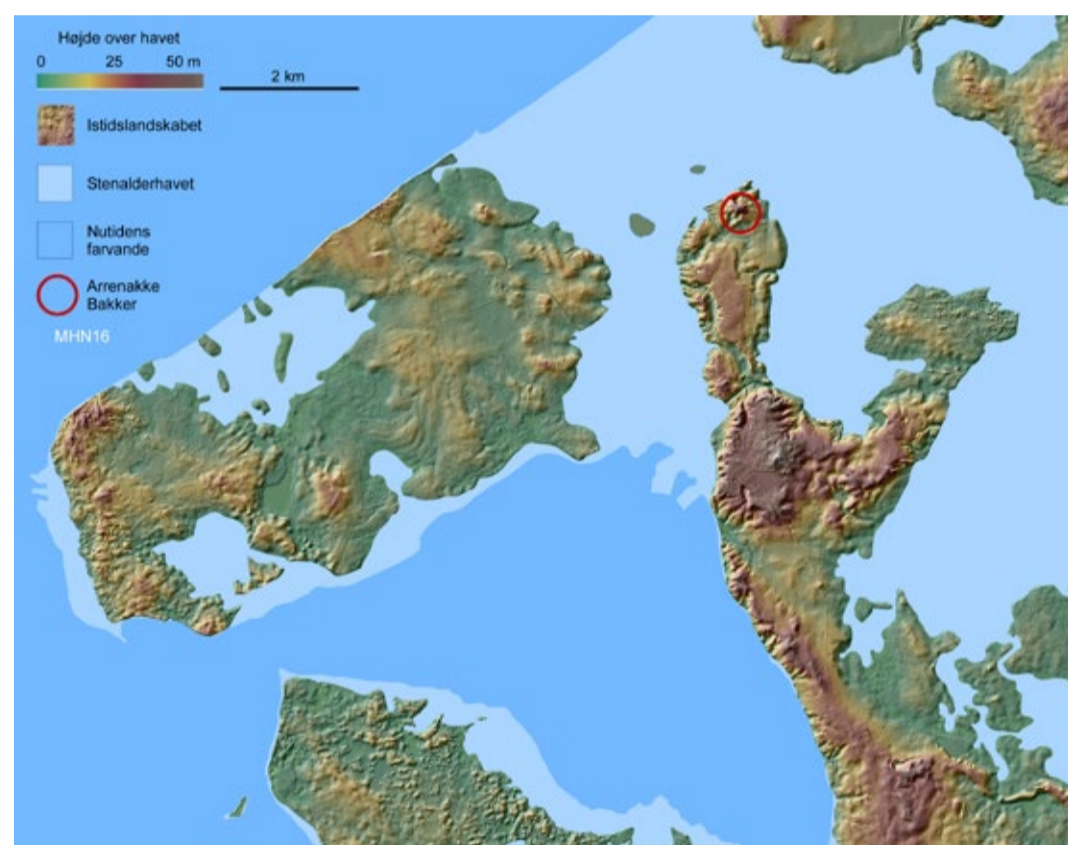 Højde over havet
0 25 50 m
2 km
Istidslandskabet
Stenalderhavet
Nutidens
farvande
Arrenakke
Bakker
MHN16